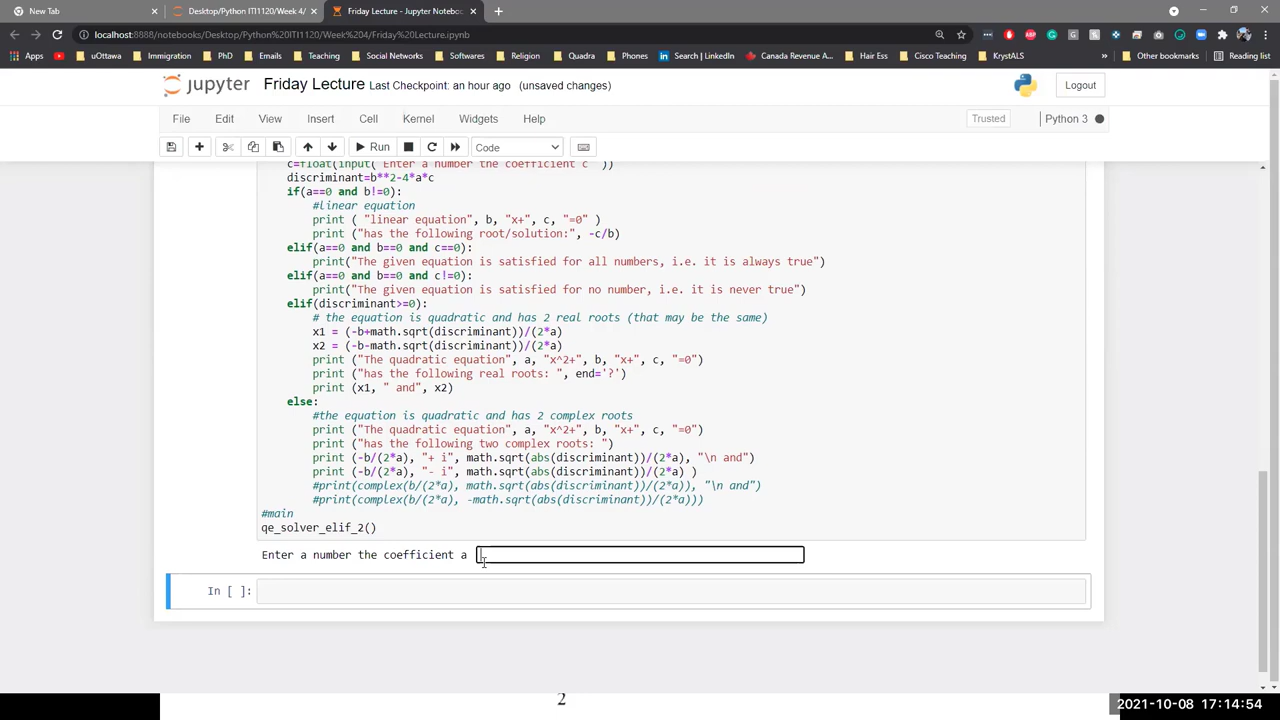 New Tab
Desktop/Python ITI1120/Week 4/
Friday Lecture - Jupyter Notebook
localhost:8888/notebooks/Desktop/Python%20ITI1120/Week%204/Friday%20Lecture.ipynb
Apps
uOttawa
Immigration
PhD
Emails
Softwares
Religion
Quadra
Phones
Search | LinkedIn
Canada Revenue A...
Hair Ess
Cisco Teaching
KrystALS
»
Other bookmarks
Reading list
jupyter Friday Lecture Last Checkpoint: an hour ago (unsaved changes)
Logout
File Edit View Insert Cell Kernel Widgets Help
Trusted
Python 3
Run
Code
c=float(input("Enter a number the coefficient c "))
discriminant=b**2-4*a*c
if(a==0 and b!=0):
#linear equation
print ( "linear equation", b, "x+", c, "=0" )
print ("has the following root/solution:", -c/b)
elif(a==0 and b==0 and c==0):
print("The given equation is satisfied for all numbers, i.e. it is always true")
elif(a==0 and b==0 and c!=0):
print("The given equation is satisfied for no number, i.e. it is never true")
elif(discriminant>=0):
# the equation is quadratic and has 2 real roots (that may be the same)
x1 = (-b+math.sqrt(discriminant))/(2*a)
x2 = (-b-math.sqrt(discriminant))/(2*a)
print ("The quadratic equation", a, "x^2+", b, "x+", c, "=0")
print ("has the following real roots: ", end='?')
print (x1, " and", x2)
else:
#the equation is quadratic and has 2 complex roots
print ("The quadratic equation", a, "x^2+", b, "x+", c, "=0")
print ("has the following two complex roots: ")
print (-b/(2*a), "+ i", math.sqrt(abs(discriminant))/(2*a), "\n and")
print (-b/(2*a), "- i", math.sqrt(abs(discriminant))/(2*a) )
#print(complex(b/(2*a), math.sqrt(abs(discriminant))/(2*a)), "\n and")
#print(complex(b/(2*a), -math.sqrt(abs(discriminant))/(2*a)))
#main
qe_solver_elif_2()
Enter a number the coefficient a
In [ ]:
2
2021-10-08 17:14:54